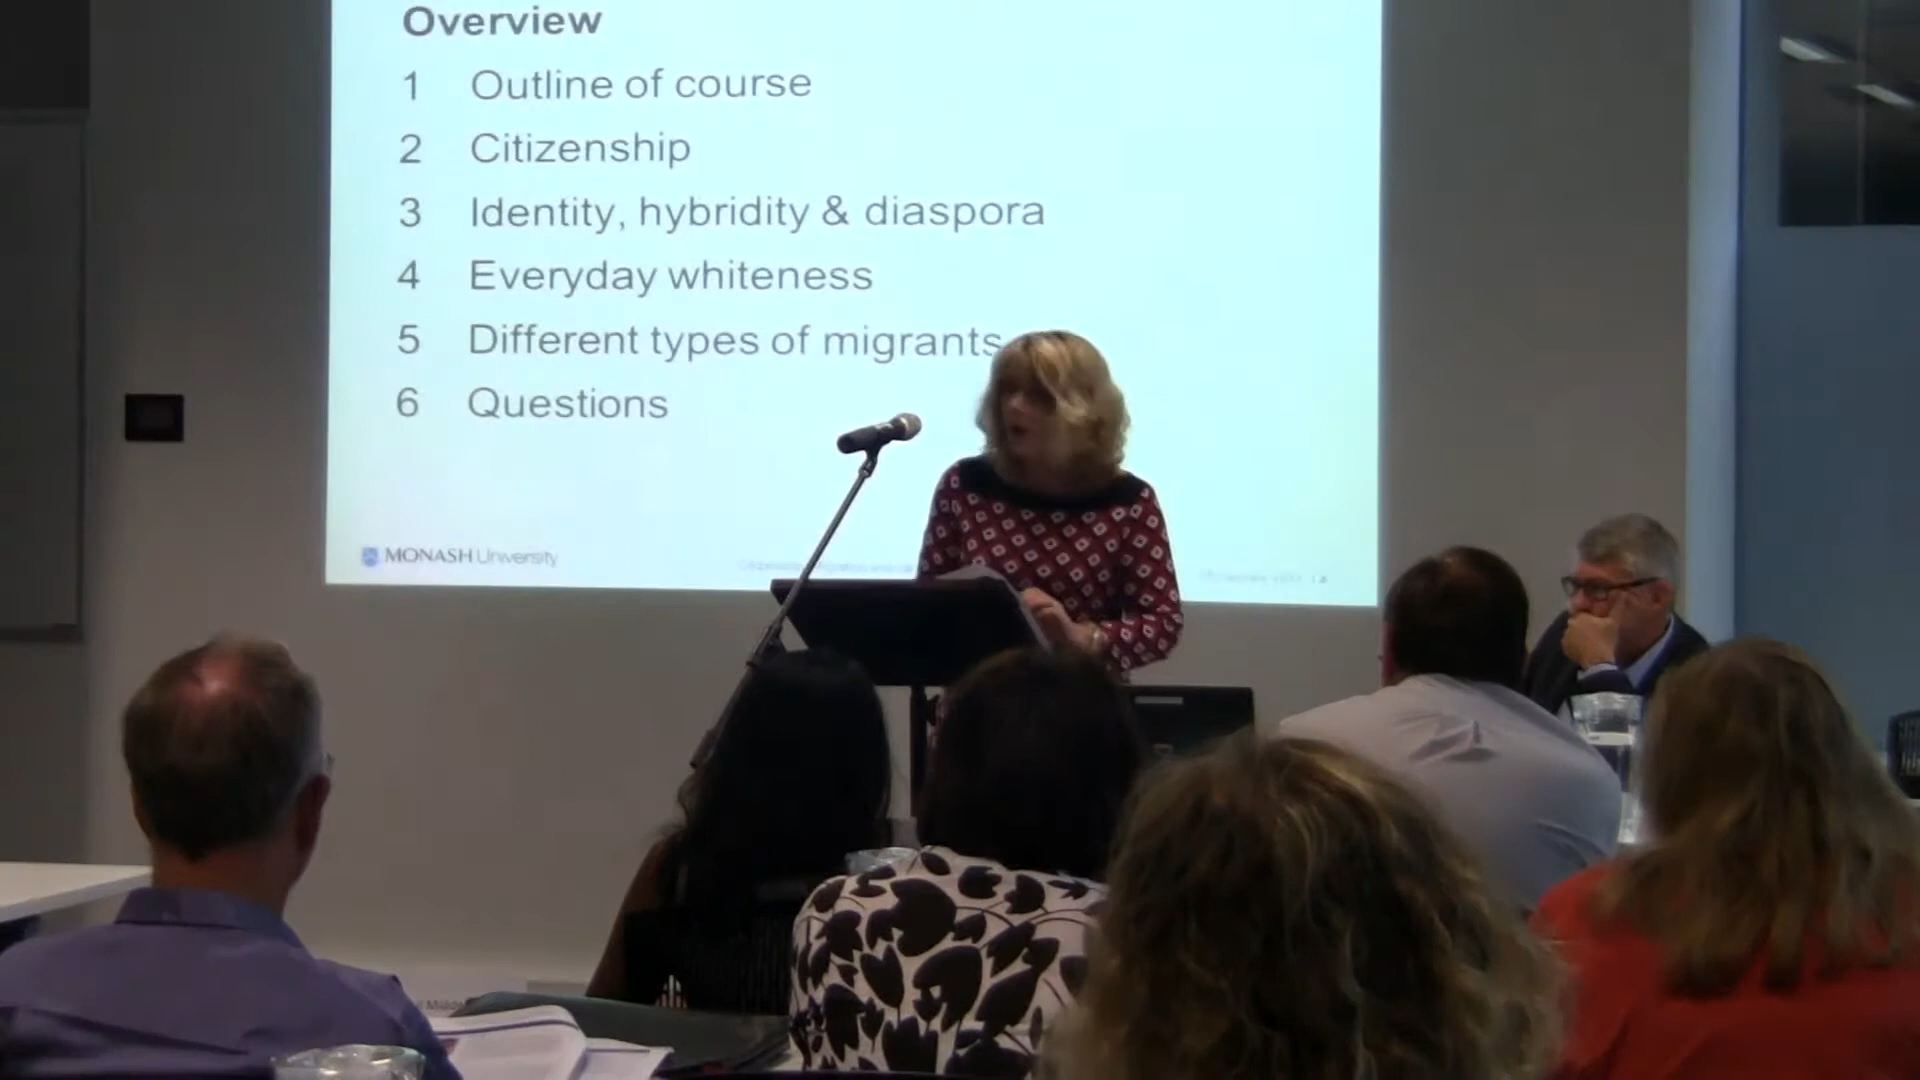 Overview
1 Outline of course
2 Citizenship
3 Identity, hybridity & diaspora
4 Everyday whiteness
5 Different types of migrants
6 Questions
MONASH University